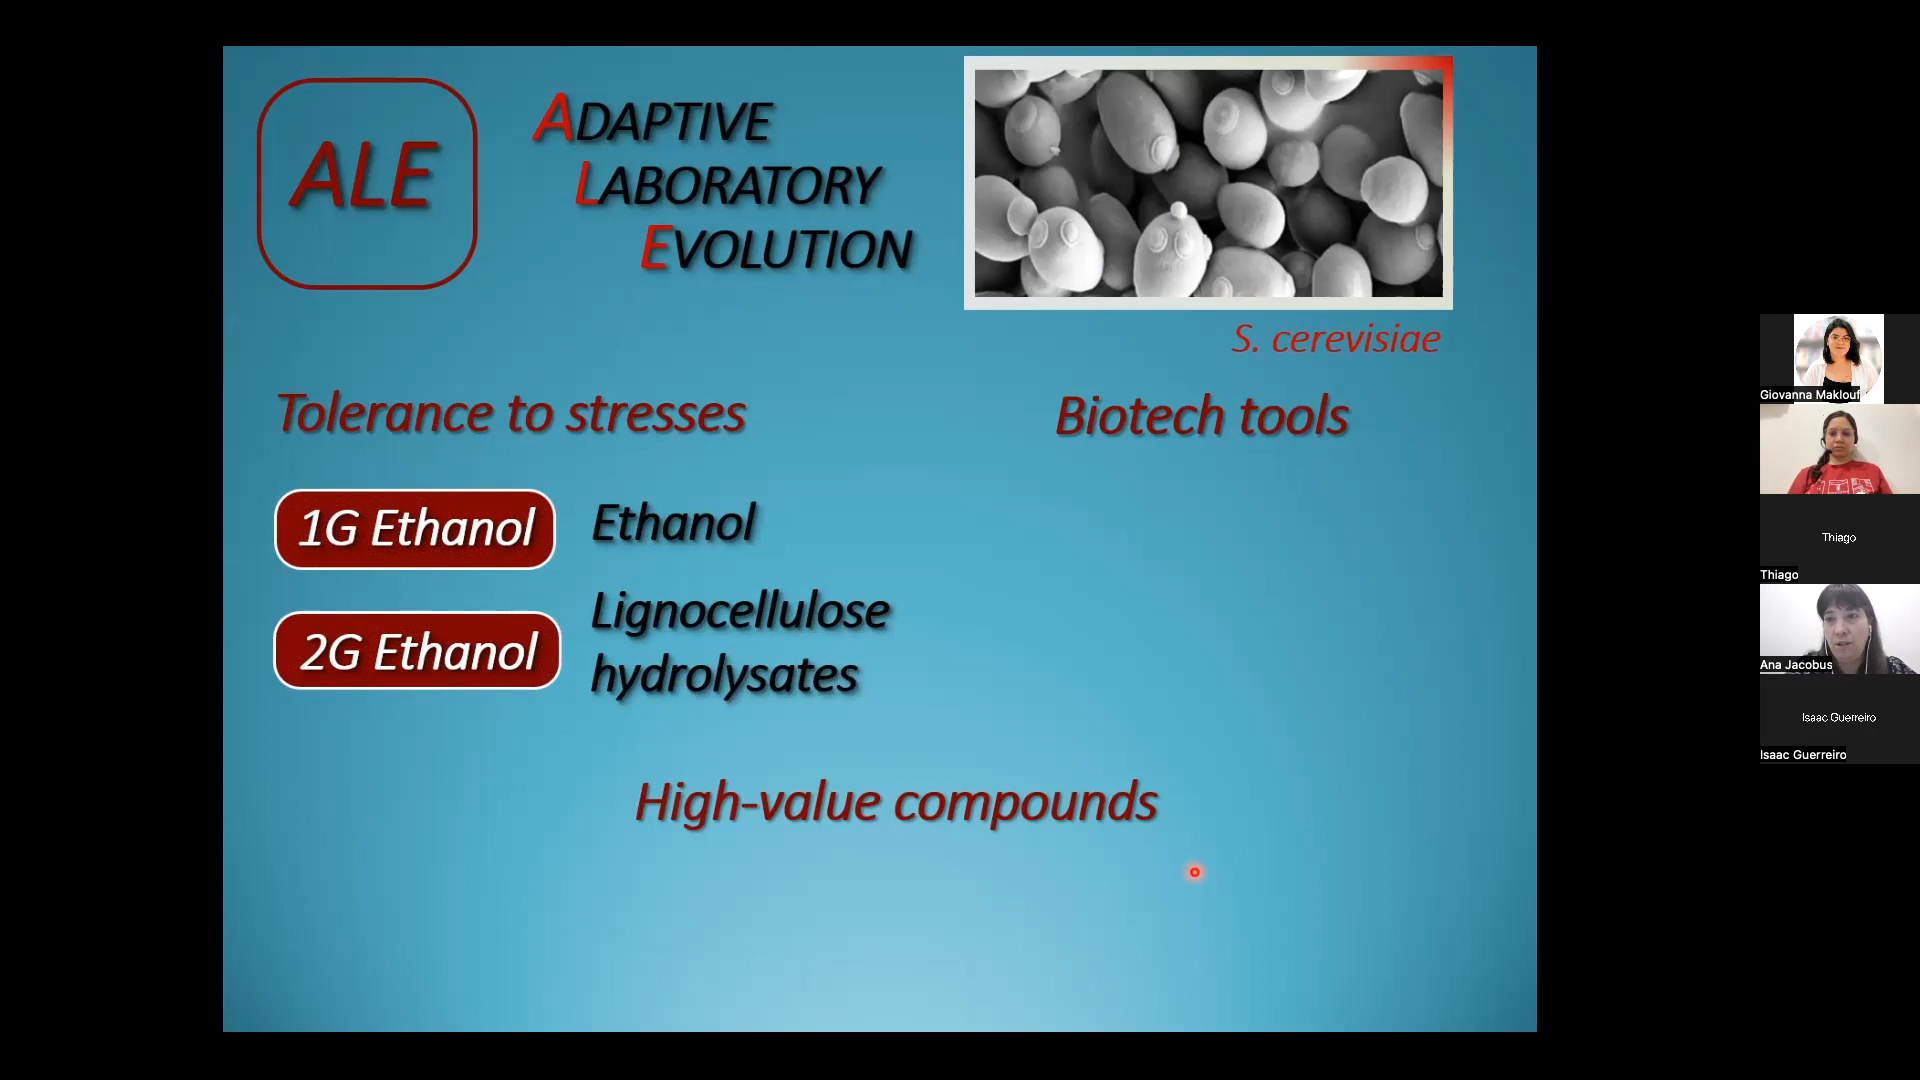 ALE
ADAPTIVE
LABORATORY
EVOLUTION
S. cerevisiae
Tolerance to stresses
Biotech tools
1G Ethanol
Ethanol
2G Ethanol
Lignocellulose
hydrolysates
High-value compounds
Giovanna Maklouf
Thiago
Thiago
Ana Jacobus
Isaac Guerreiro
Isaac Guerreiro